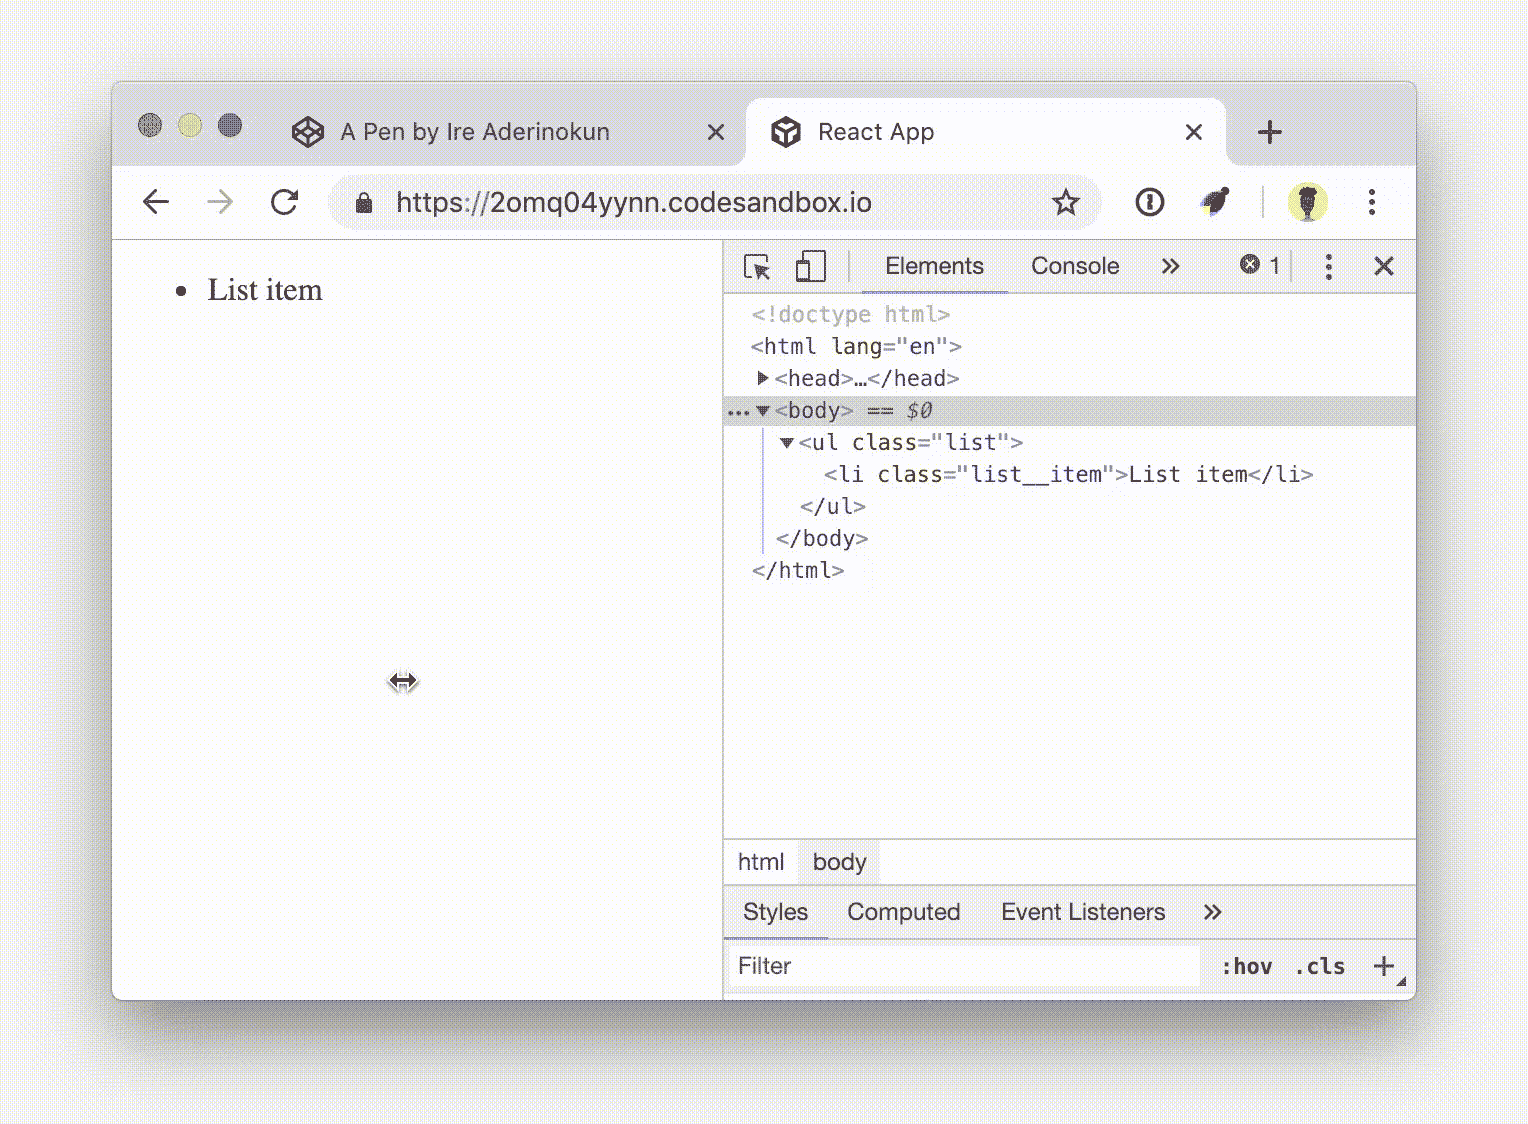 A Pen by Ire Aderinokun
React App
https://2omq04yynn.codesandbox.io
List item
Elements Console » 1
<!doctype html>
<html lang="en">
<head>…</head>
<body> == $0
<ul class="list">
<li class="list__item">List item</li>
</ul>
</body>
</html>
html body
Styles Computed Event Listeners »
Filter :hov .cls +